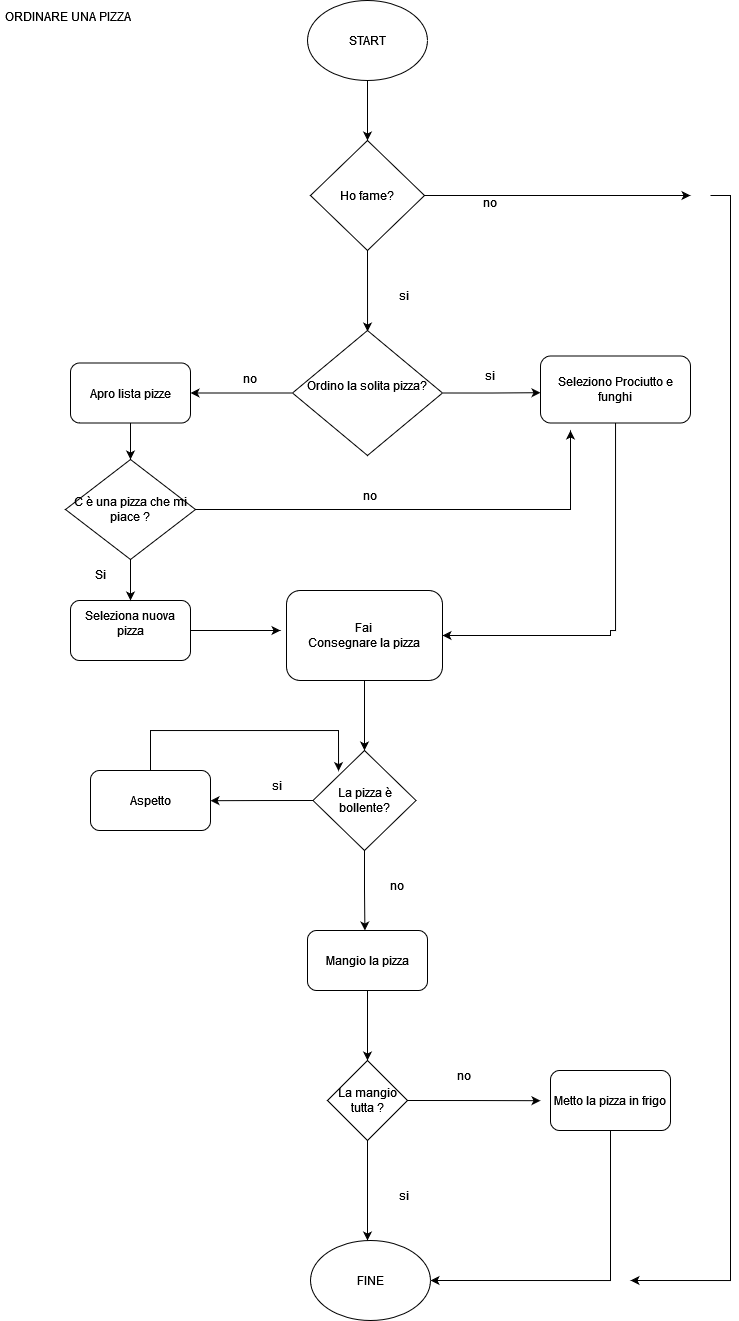 ORDINARE UNA PIZZA
START
Ho fame?
no
si
Ordino la solita pizza?
no
si
Apro lista pizze
Seleziono Prociutto e
funghi
C è una pizza che mi
piace ?
no
Si
Seleziona nuova
pizza
Fai
Consegnare la pizza
La pizza è
bollente?
si
Aspetto
no
Mangio la pizza
La mangio
tutta ?
no
Metto la pizza in frigo
si
FINE